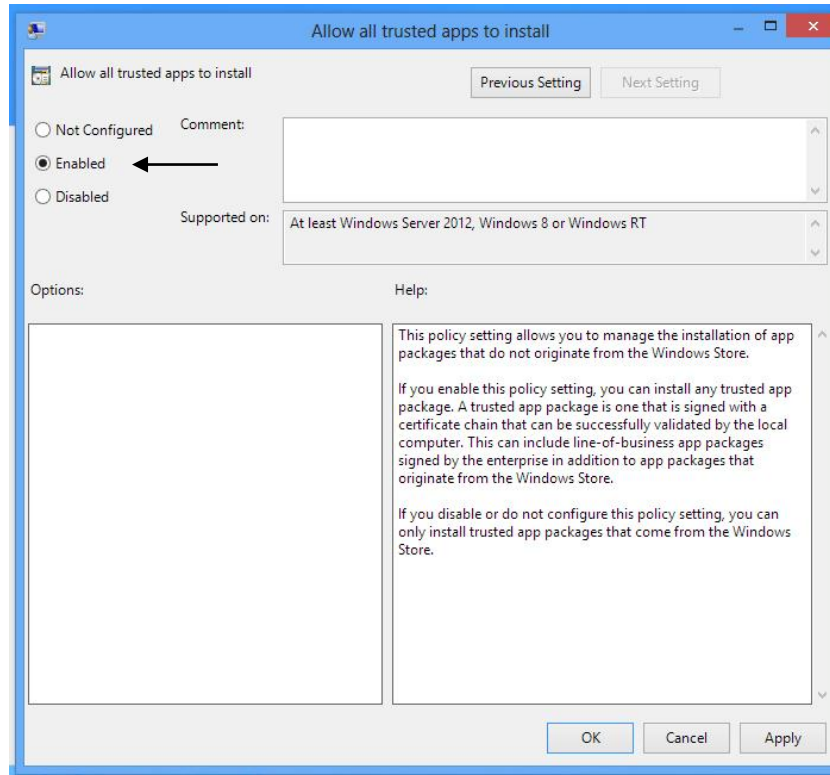 Allow all trusted apps to install
Allow all trusted apps to install
Previous Setting
Next Setting
Not Configured
Comment:
Enabled
Disabled
Supported on:
At least Windows Server 2012, Windows 8 or Windows RT
Options:
Help:
This policy setting allows you to manage the installation of app
packages that do not originate from the Windows Store.
If you enable this policy setting, you can install any trusted app
package. A trusted app package is one that is signed with a
certificate chain that can be successfully validated by the local
computer. This can include line-of-business app packages
signed by the enterprise in addition to app packages that
originate from the Windows Store.
If you disable or do not configure this policy setting, you can
only install trusted app packages that come from the Windows
Store.
OK
Cancel
Apply